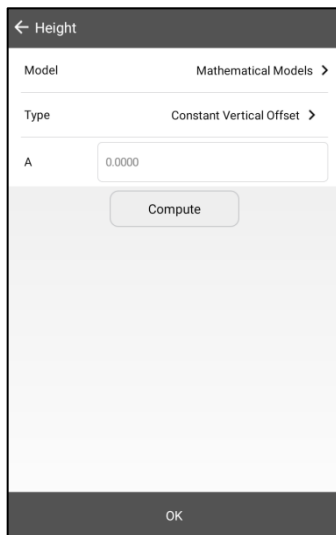 Height
Model Mathematical Models
Type Constant Vertical Offset
A 0.0000
Compute
OK